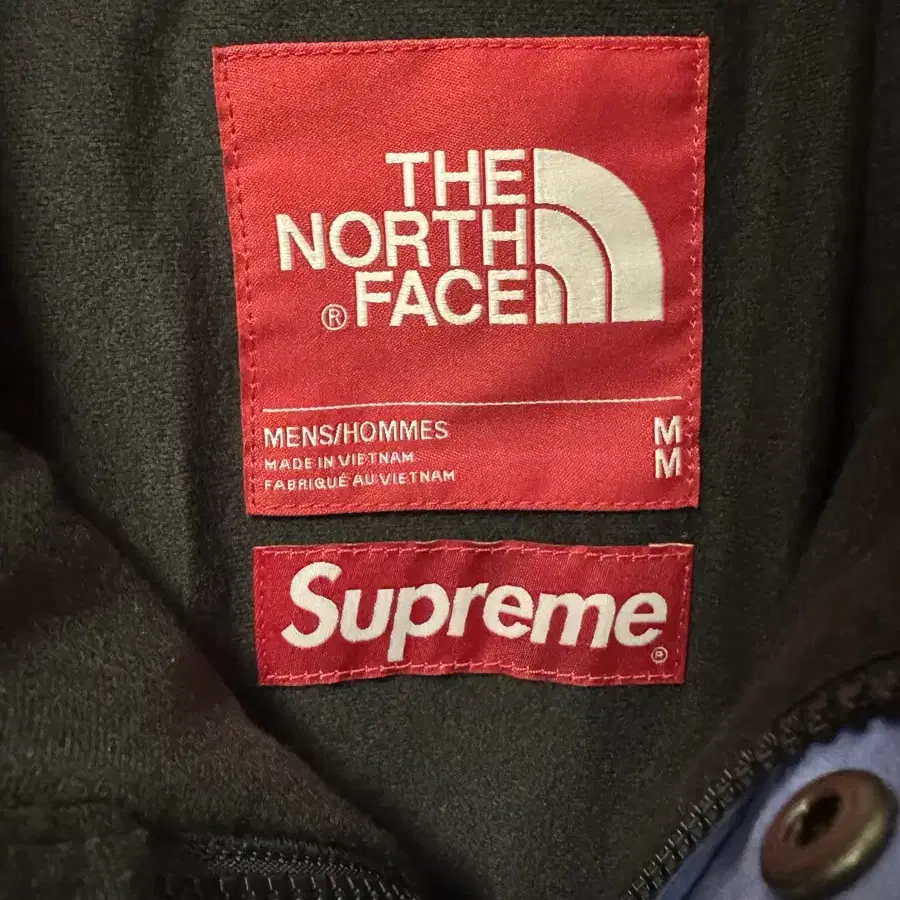 THE
NORTH
® FACE
MENS/HOMMES M
MADE IN VIETNAM M
FABRIQUÉ AU VIETNAM
Supreme ®